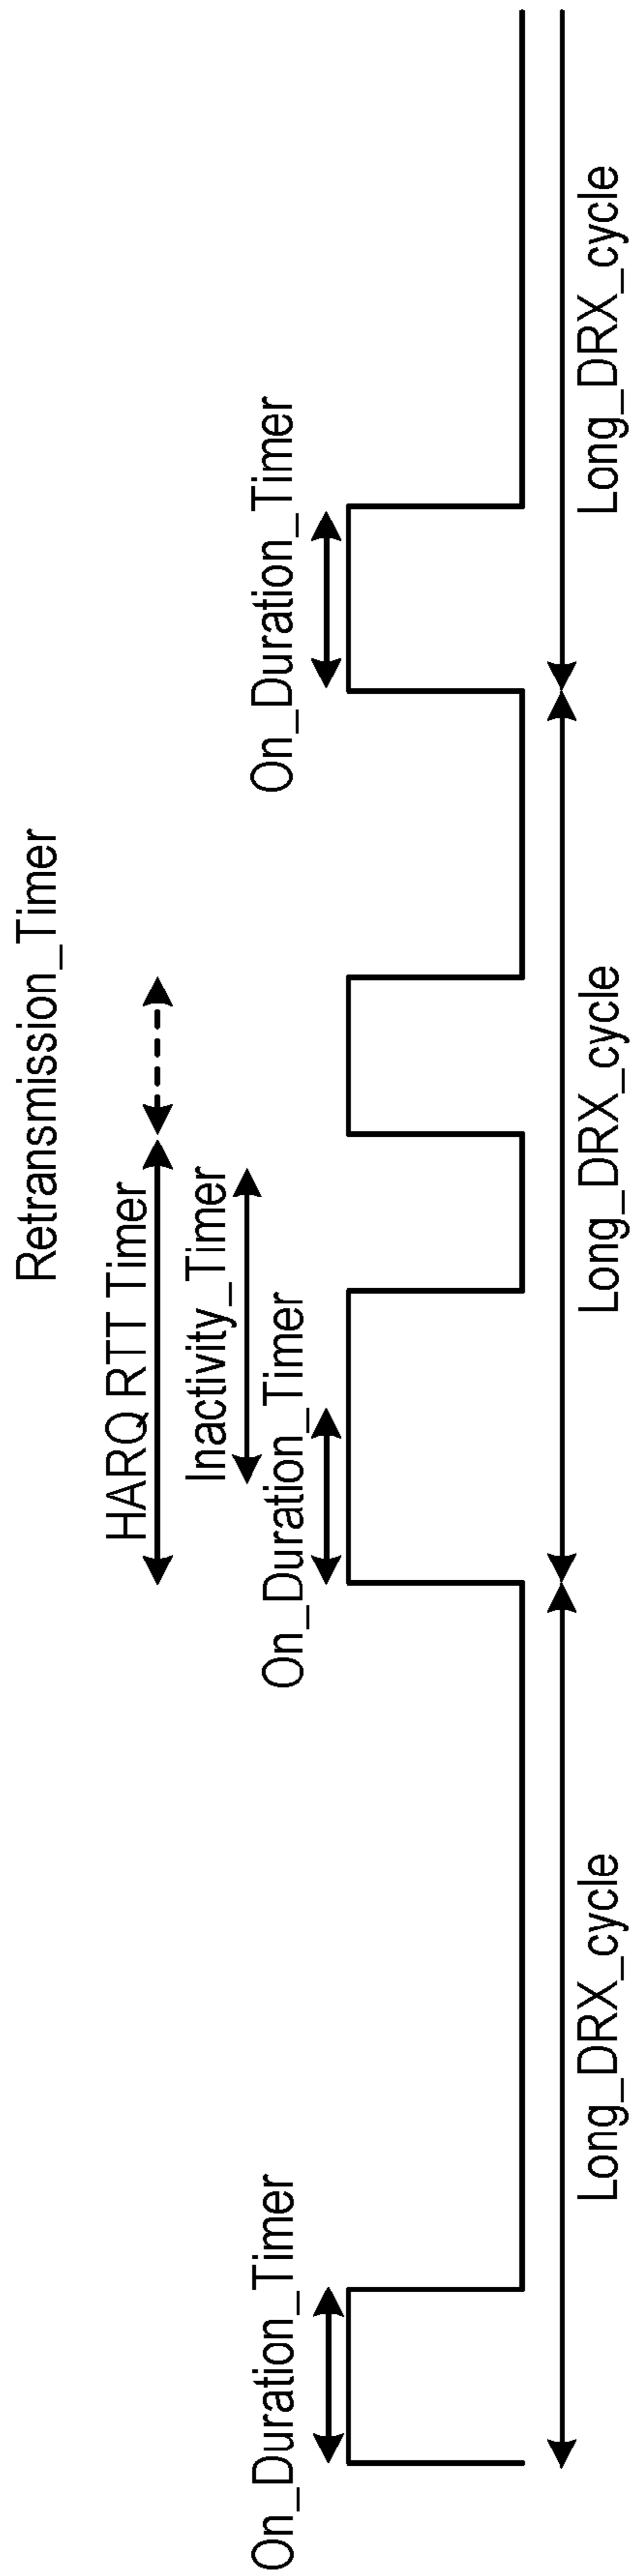 Retransmission_Timer
HARQ RTT Timer
Inactivity_Timer
On_Duration_Timer
On_Duration_Timer
On_Duration_Timer
Long_DRX_cycle
Long_DRX_cycle
Long_DRX_cycle